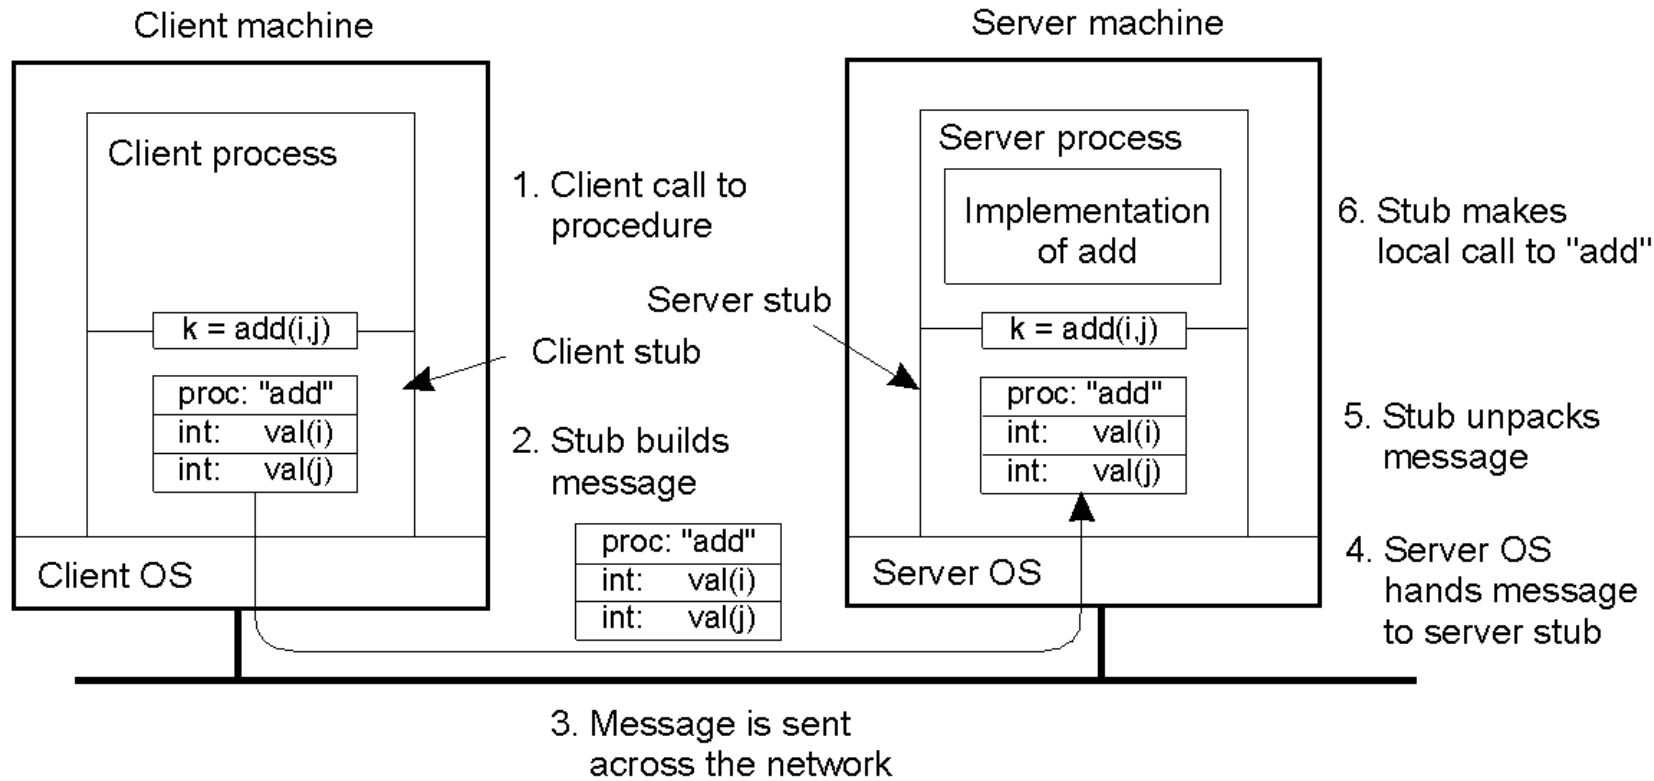 Client machine
Server machine
Client process
1. Client call to
procedure
Server process
Implementation
of add
6. Stub makes
local call to "add"
Server stub
k = add(i,j)
k = add(i,j)
Client stub
proc: "add"
int: val(i)
int: val(j)
2. Stub builds
message
proc: "add"
int: val(i)
int: val(j)
5. Stub unpacks
message
proc: "add"
int: val(i)
int: val(j)
Client OS
Server OS
4. Server OS
hands message
to server stub
3. Message is sent
across the network